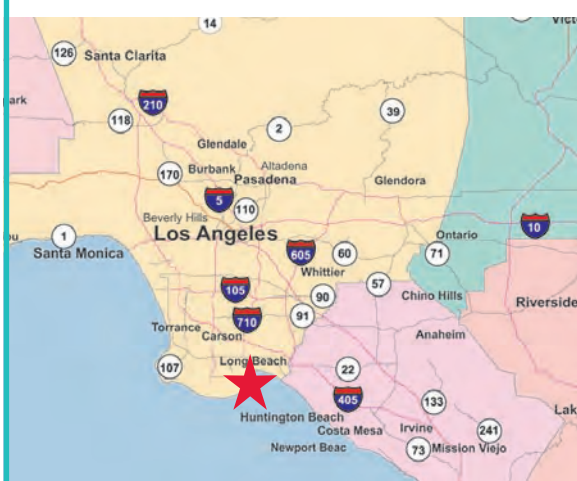 14
Victo
126
Santa Clarita
ark
210
39
118
2
Glendale
Altadena
170
Burbank
Pasadena
Glendora
5
110
Beverly Hills
Los Angeles
10
1
Santa Monica
605
60
71
Ontario
Whittier
57
105
90
Chino Hills
Riverside
710
91
Torrance
Carson
Anaheim
107
Long Beach
22
405
133
Lak
Huntington Beach
Costa Mesa
Irvine
241
Newport Beac
73
Mission Viejo